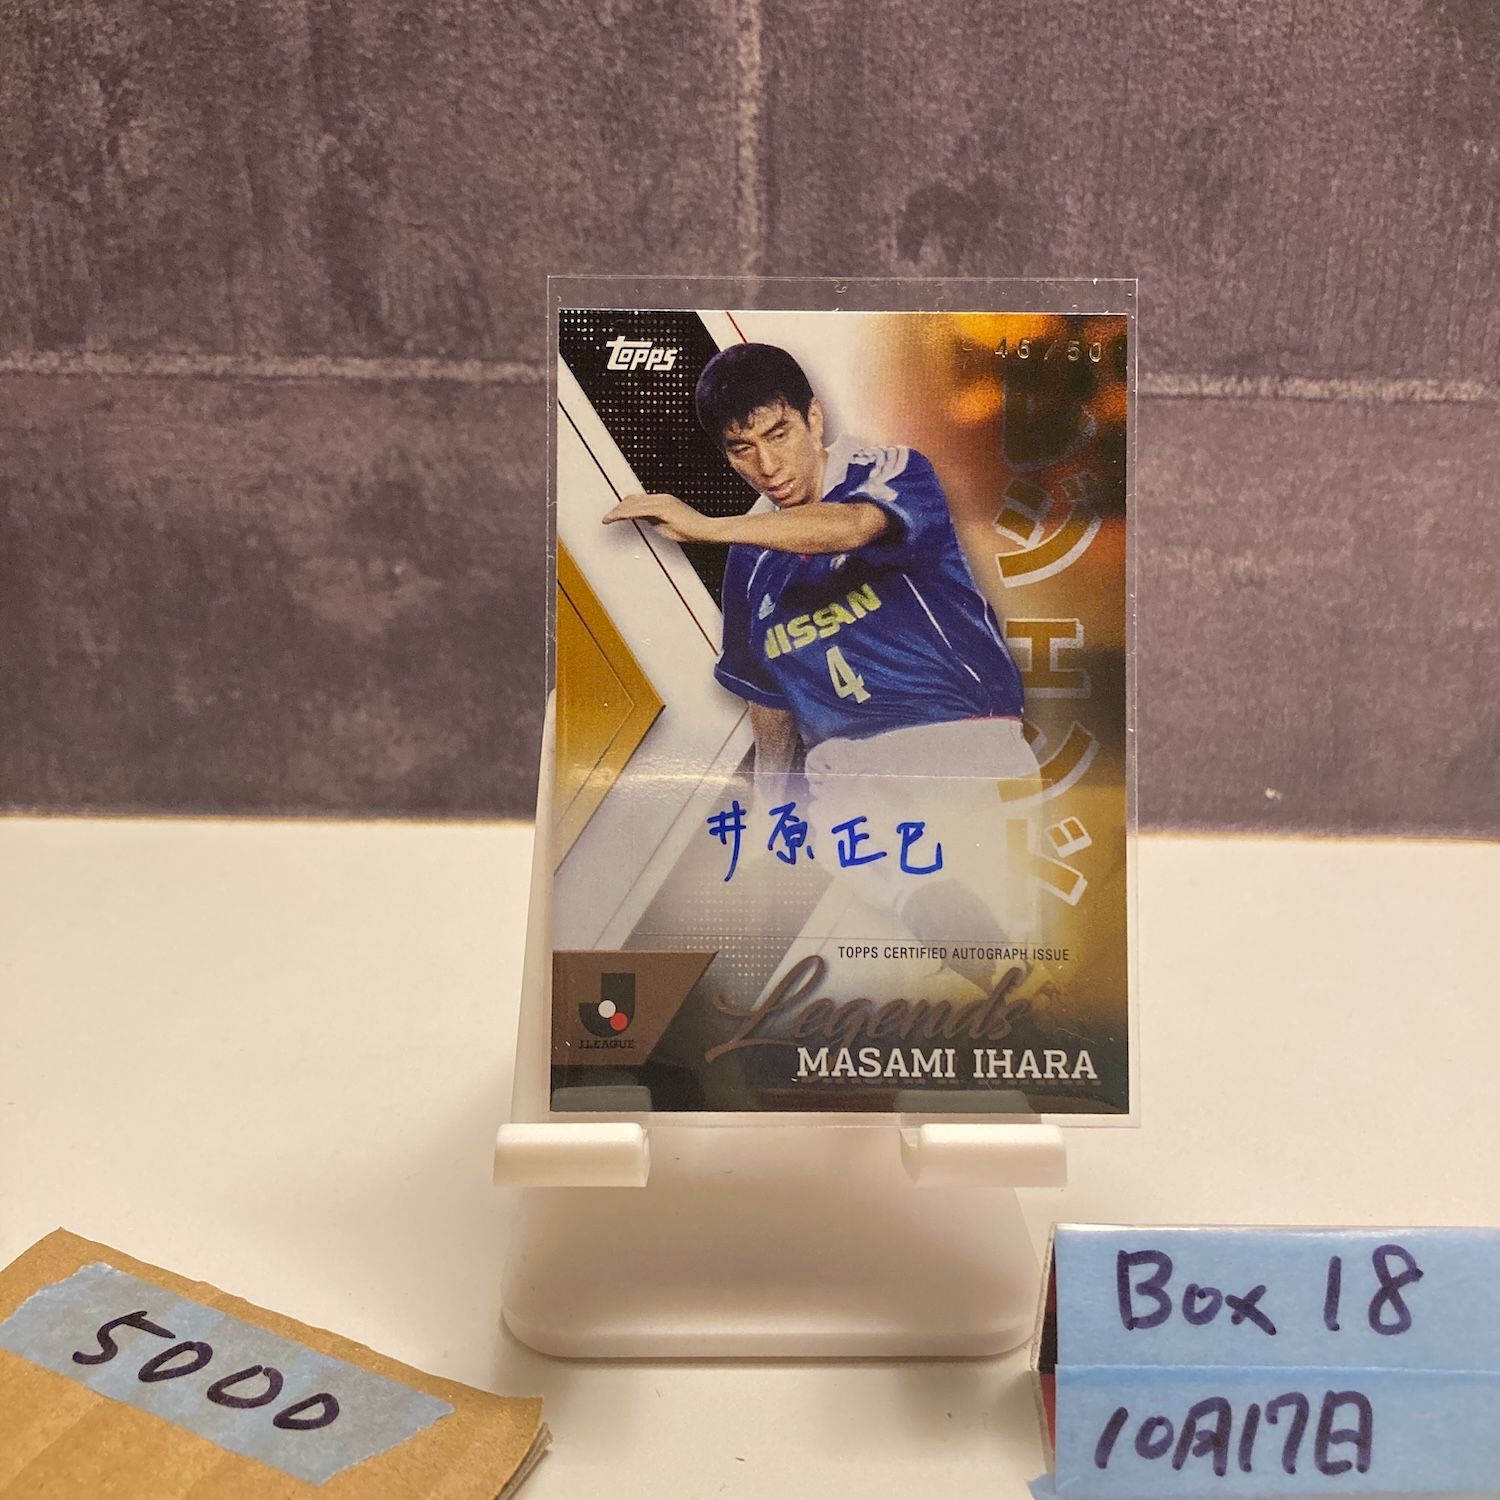 topps
46/50
レジェンド
NISSAN
4
井原正巳
TOPPS CERTIFIED AUTOGRAPH ISSUE
Legends
J.LEAGUE
MASAMI IHARA
5000
Box 18
10月17日